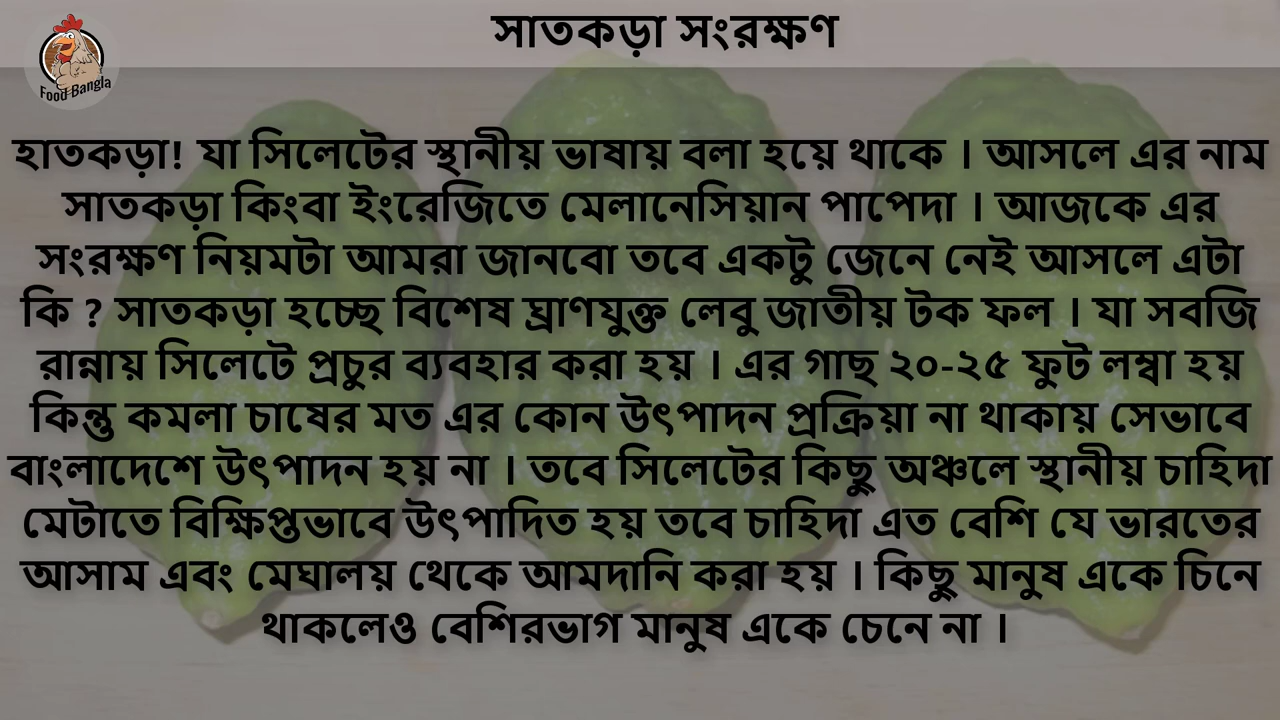 সাতকড়া সংরক্ষণ
Food Bangla
হাতকড়া! যা সিলেটের স্থানীয় ভাষায় বলা হয়ে থাকে । আসলে এর নাম
সাতকড়া কিংবা ইংরেজিতে মেলানেসিয়ান পাপেদা । আজকে এর
সংরক্ষণ নিয়মটা আমরা জানবো তবে একটু জেনে নেই আসলে এটা
কি ? সাতকড়া হচ্ছে বিশেষ ঘ্রাণযুক্ত লেবু জাতীয় টক ফল । যা সবজি
রান্নায় সিলেটে প্রচুর ব্যবহার করা হয় । এর গাছ ২০-২৫ ফুট লম্বা হয়
কিন্তু কমলা চাষের মত এর কোন উৎপাদন প্রক্রিয়া না থাকায় সেভাবে
বাংলাদেশে উৎপাদন হয় না । তবে সিলেটের কিছু অঞ্চলে স্থানীয় চাহিদা
মেটাতে বিক্ষিপ্তভাবে উৎপাদিত হয় তবে চাহিদা এত বেশি যে ভারতের
আসাম এবং মেঘালয় থেকে আমদানি করা হয় । কিছু মানুষ একে চিনে
থাকলেও বেশিরভাগ মানুষ একে চেনে না ।